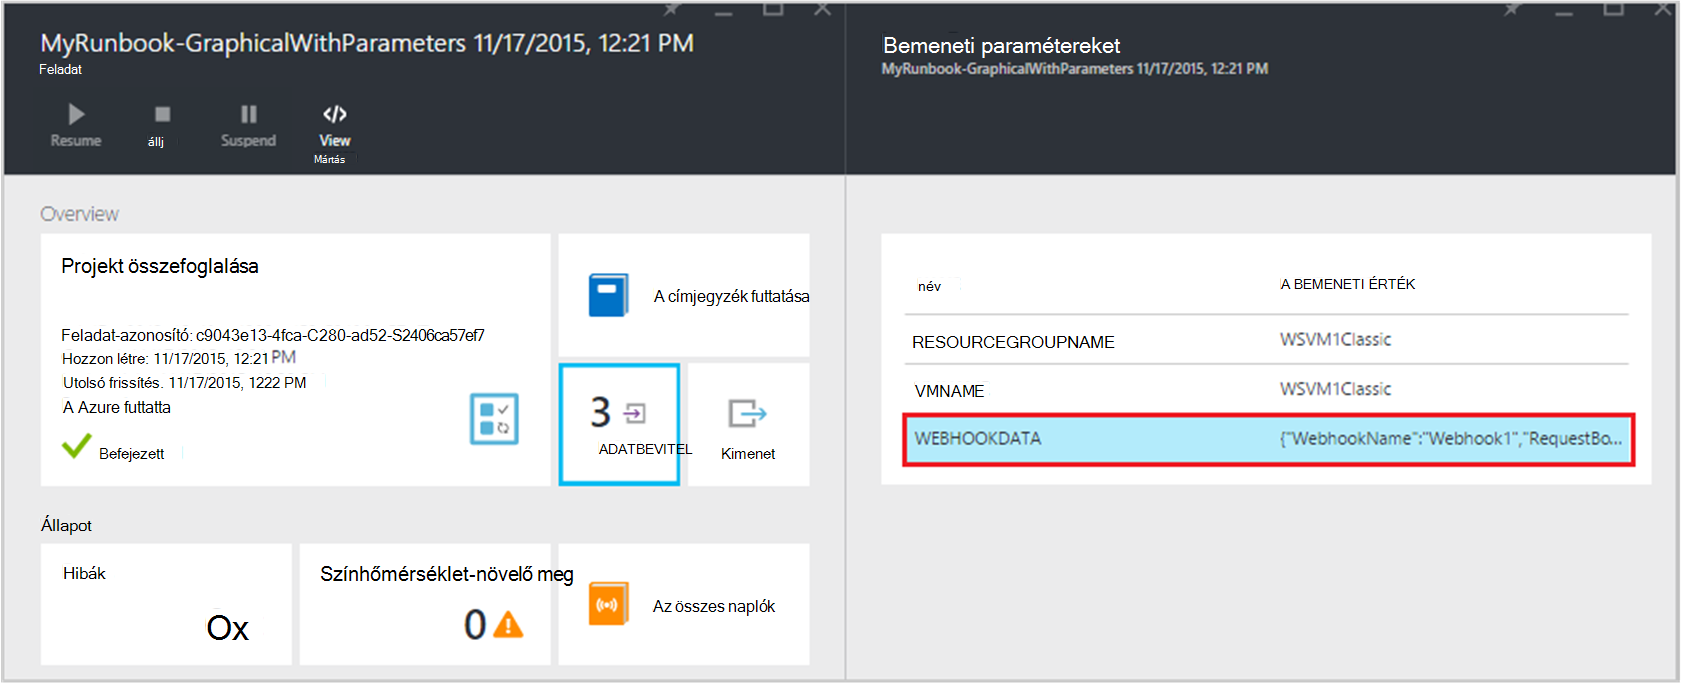 MyRunbook-GraphicalWithParameters 11/17/2015, 12:21 PM
Feladat
Resume
állj
Suspend
View
Mártás
Overview
Projekt összefoglalása
Feladat-azonosító: c9043e13-4fca-C280-ad52-S2406ca57ef7
Hozzon létre: 11/17/2015, 12:21 PM
Utolsó frissítés. 11/17/2015, 1222 PM
A Azure futtatta
Befejezett
A címjegyzék futtatása
3
ADATBEVITEL
Kimenet
Állapot
Hibák
Ox
Színhőmérséklet-növelő meg
0
Az összes naplók
Bemeneti paramétereket
MyRunbook-GraphicalWithParameters 11/17/2015, 12:21 PM
név A BEMENETI ÉRTÉK
RESOURCEGROUPNAME WSVM1Classic
VMNAME WSVM1Classic
WEBHOOKDATA {"WebhookName":"Webhook1","RequestBo...